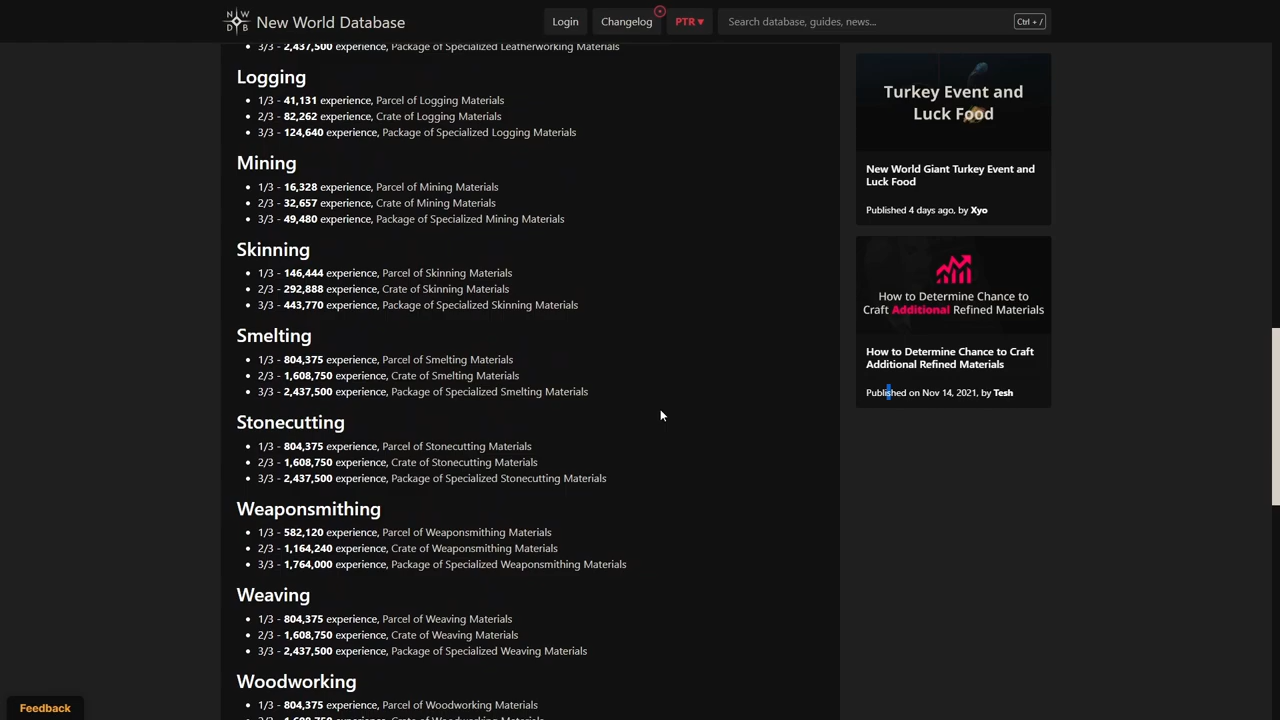 New World Database
Login
Changelog
PTR▼
Search database, guides, news...
Ctrl + /
3/3 - 2,437,500 experience, Package of Specialized Leatherworking Materials
Logging
1/3 - 41,131 experience, Parcel of Logging Materials
2/3 - 82,262 experience, Crate of Logging Materials
3/3 - 124,640 experience, Package of Specialized Logging Materials
Mining
1/3 - 16,328 experience, Parcel of Mining Materials
2/3 - 32,657 experience, Crate of Mining Materials
3/3 - 49,480 experience, Package of Specialized Mining Materials
Skinning
1/3 - 146,444 experience, Parcel of Skinning Materials
2/3 - 292,888 experience, Crate of Skinning Materials
3/3 - 443,770 experience, Package of Specialized Skinning Materials
Smelting
1/3 - 804,375 experience, Parcel of Smelting Materials
2/3 - 1,608,750 experience, Crate of Smelting Materials
3/3 - 2,437,500 experience, Package of Specialized Smelting Materials
Stonecutting
1/3 - 804,375 experience, Parcel of Stonecutting Materials
2/3 - 1,608,750 experience, Crate of Stonecutting Materials
3/3 - 2,437,500 experience, Package of Specialized Stonecutting Materials
Weaponsmithing
1/3 - 582,120 experience, Parcel of Weaponsmithing Materials
2/3 - 1,164,240 experience, Crate of Weaponsmithing Materials
3/3 - 1,764,000 experience, Package of Specialized Weaponsmithing Materials
Weaving
1/3 - 804,375 experience, Parcel of Weaving Materials
2/3 - 1,608,750 experience, Crate of Weaving Materials
3/3 - 2,437,500 experience, Package of Specialized Weaving Materials
Woodworking
1/3 - 804,375 experience, Parcel of Woodworking Materials
2/3 - 1,608,750 experience, Crate of Woodworking Materials
Turkey Event and
Luck Food
New World Giant Turkey Event and
Luck Food
Published 4 days ago, by Xyo
How to Determine Chance to
Craft Additional Refined Materials
How to Determine Chance to Craft
Additional Refined Materials
Published on Nov 14, 2021, by Tesh
Feedback